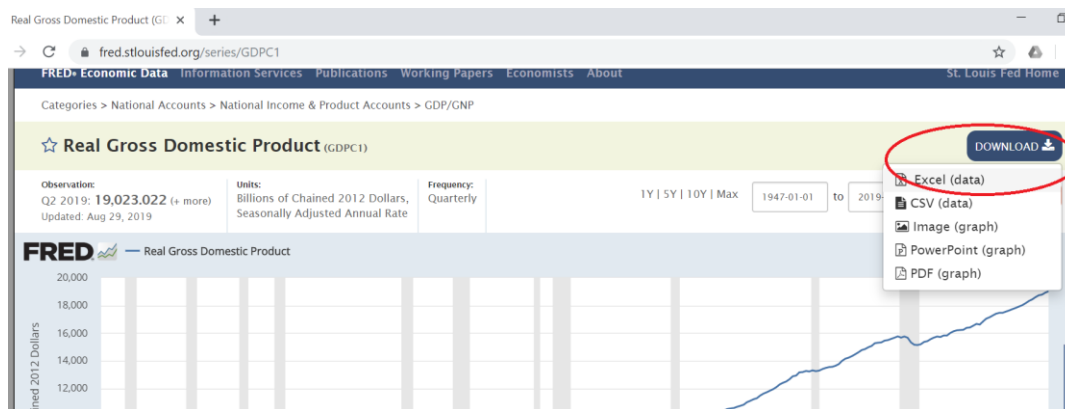 Real Gross Domestic Product (GD
fred.stlouisfed.org/series/GDPC1
FRED® Economic Data Information Services Publications Working Papers Economists About St. Louis Fed Home
Categories > National Accounts > National Income & Product Accounts > GDP/GNP
Real Gross Domestic Product (GDPC1)
DOWNLOAD
Observation:
Q2 2019: 19,023.022 (+ more)
Updated: Aug 29, 2019
Units:
Billions of Chained 2012 Dollars,
Seasonally Adjusted Annual Rate
Frequency:
Quarterly
1Y | 5Y | 10Y | Max 1947-01-01 to 2019-
Excel (data)
CSV (data)
Image (graph)
PowerPoint (graph)
PDF (graph)
FRED — Real Gross Domestic Product
20,000
18,000
16,000
14,000
12,000
ined 2012 Dollars